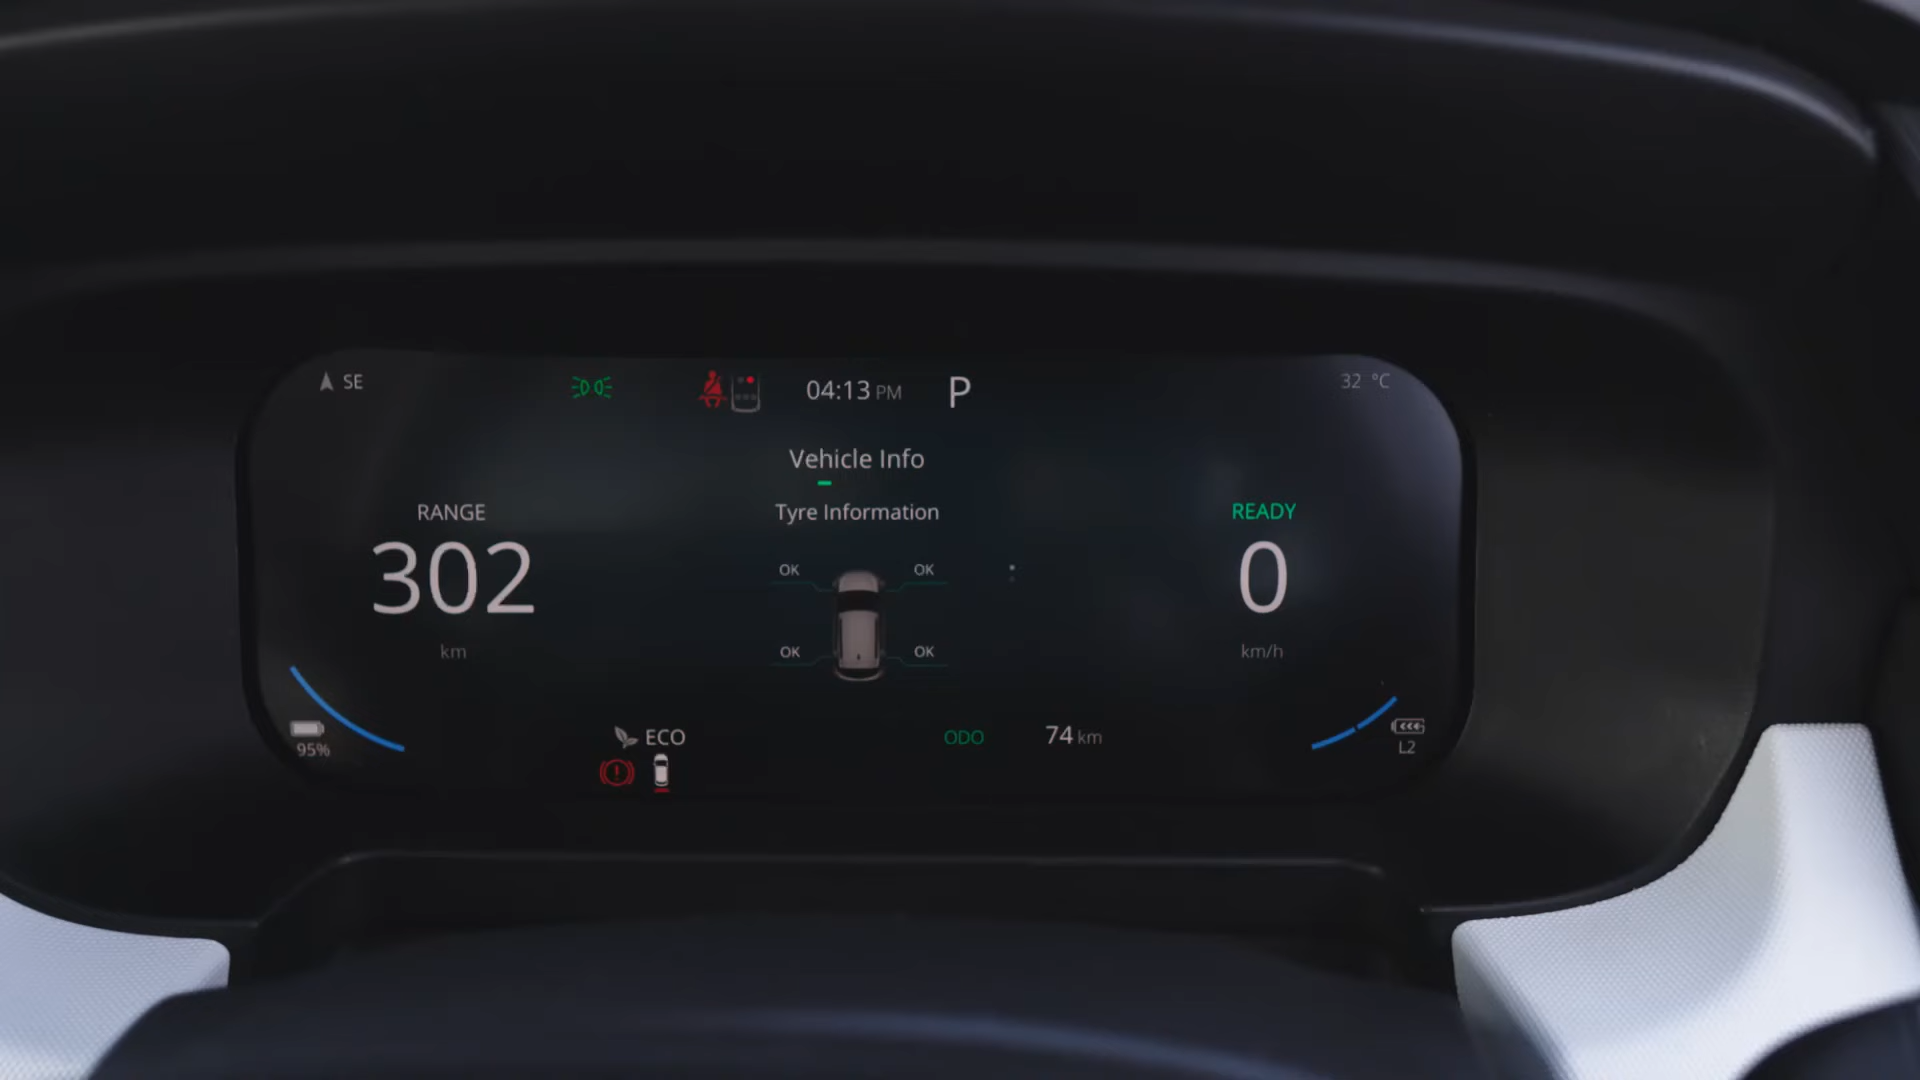 SE
04:13 PM
P
32 °C
Vehicle Info
RANGE
Tyre Information
READY
302
OK
OK
0
km
OK
OK
km/h
95%
ECO
ODO
74 km
L2